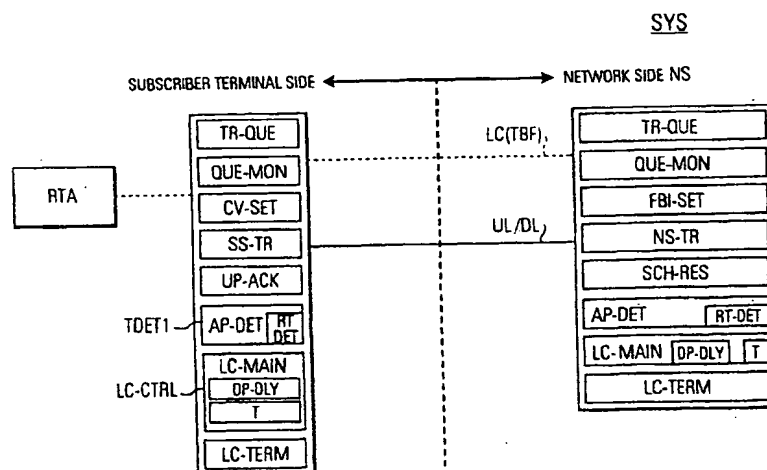 SYS
SUBSCRIBER TERMINAL SIDE
NETWORK SIDE NS
TR-QUE
QUE-MON
CV-SET
SS-TR
UP-ACK
AP-DET
RT
DET
LC-MAIN
DP-DLY
T
LC-TERM
RTA
TDET1
LC-CTRL
LC(TBF)
UL/DL
TR-QUE
QUE-MON
FBI-SET
NS-TR
SCH-RES
AP-DET RT-DET
LC-MAIN DP-DLY T
LC-TERM